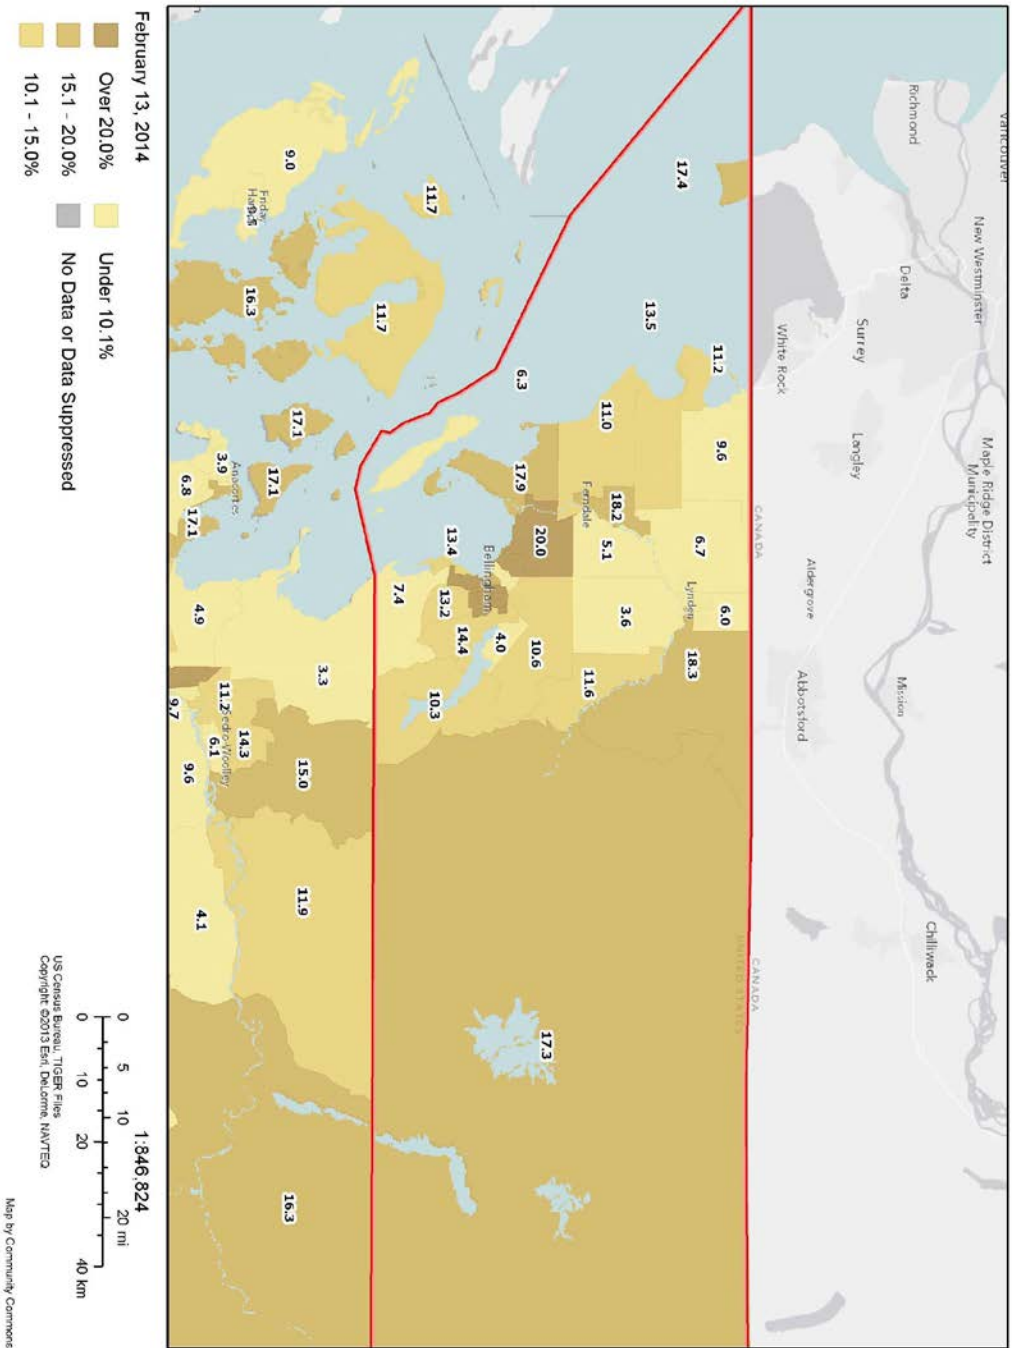 Vancouver
Richmond
New Westminster
Delta
Surrey
White Rock
Langley
Maple Ridge District
Municipality
CANADA
Aldergrove
Abbotsford
Mission
Chilliwack
CANADA
UNITED STATES
17.4
13.5
11.2
9.6
6.7
6.0
Lynden
18.3
11.0
18.2
Ferndale
5.1
3.6
11.6
6.3
17.9
20.0
10.6
17.3
13.4
Bellingham
4.0
14.4
13.2
10.3
7.4
11.7
11.7
9.0
Friday
Harbor
16.3
17.1
17.1
3.9
Anacortes
6.8
17.1
4.9
3.3
11.2
Sedro-Woolley
14.3
6.1
9.7
9.6
15.0
11.9
4.1
16.3
February 13, 2014
1:846,824
Over 20.0%
15.1 - 20.0%
10.1 - 15.0%
Under 10.1%
No Data or Data Suppressed
0 5 10 20 mi
0 10 20 40 km
US Census Bureau, TIGER Files
Copyright: ©2013 Esri, DeLorme, NAVTEQ
Map by Community Commons